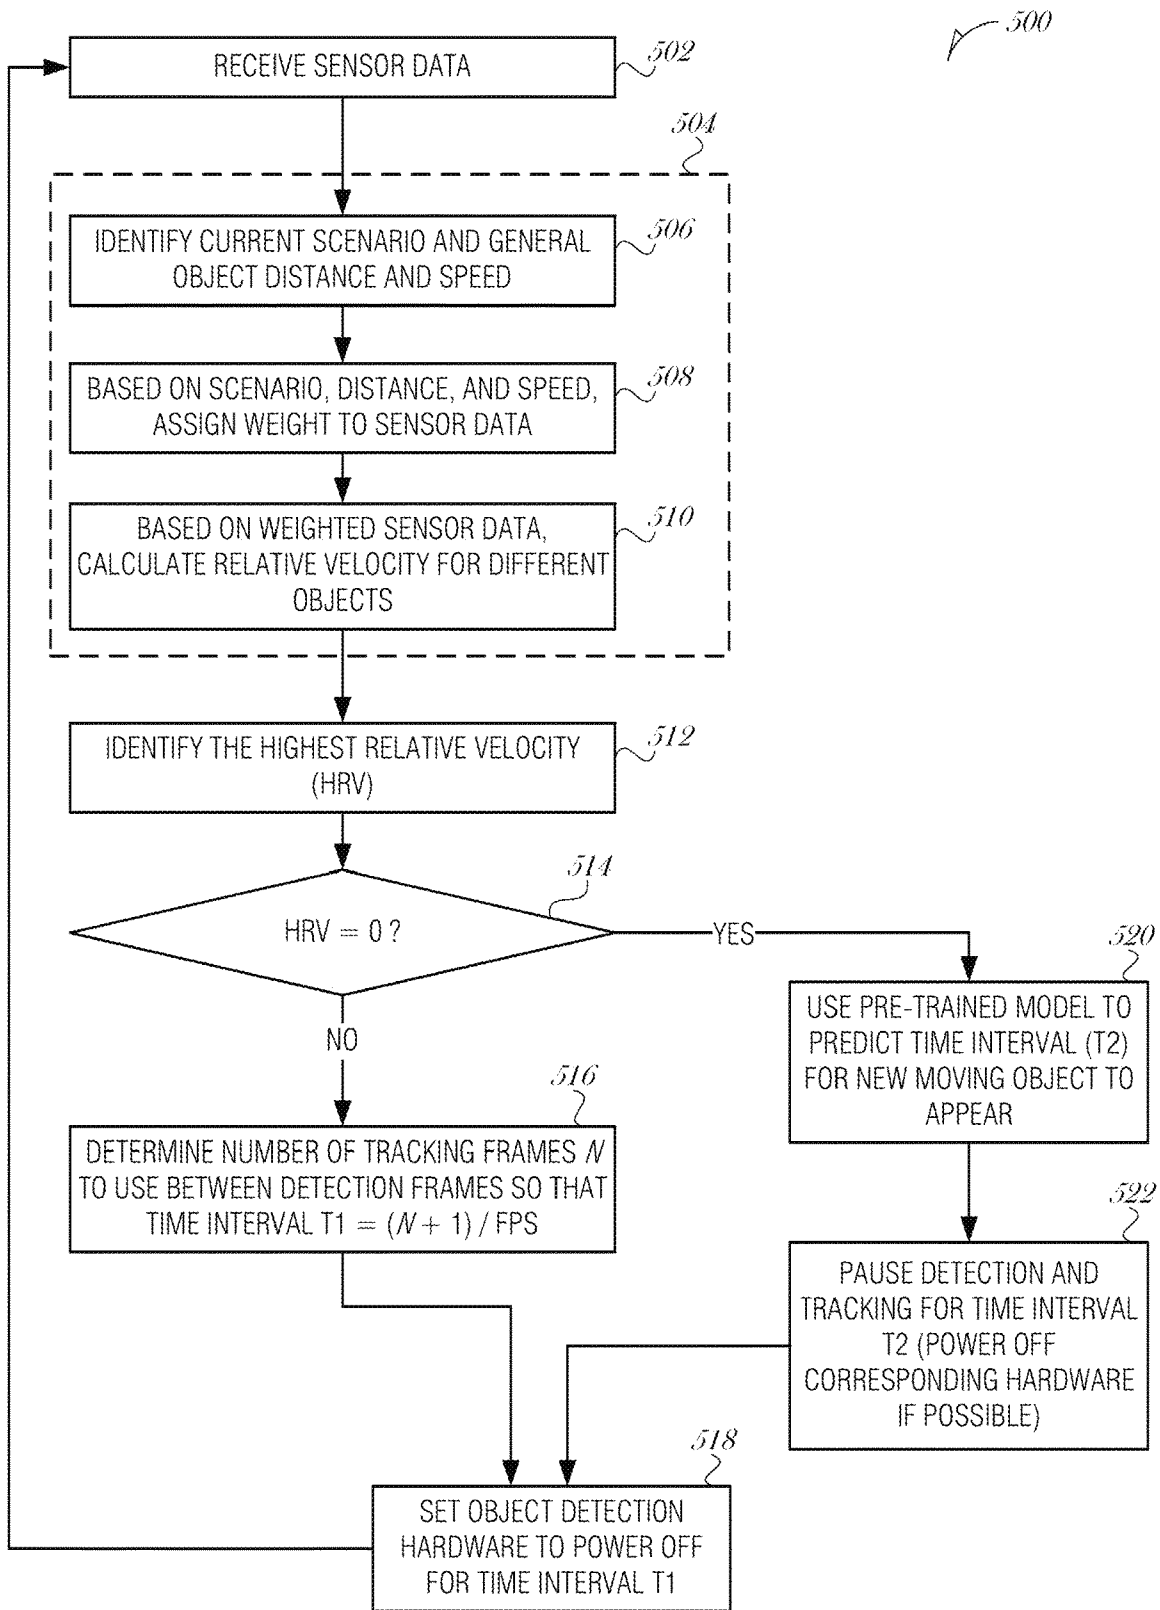 500
RECEIVE SENSOR DATA
502
504
IDENTIFY CURRENT SCENARIO AND GENERAL
OBJECT DISTANCE AND SPEED
506
BASED ON SCENARIO, DISTANCE, AND SPEED,
ASSIGN WEIGHT TO SENSOR DATA
508
BASED ON WEIGHTED SENSOR DATA,
CALCULATE RELATIVE VELOCITY FOR DIFFERENT
OBJECTS
510
IDENTIFY THE HIGHEST RELATIVE VELOCITY
(HRV)
512
HRV = 0 ?
514
YES
NO
520
USE PRE-TRAINED MODEL TO
PREDICT TIME INTERVAL (T2)
FOR NEW MOVING OBJECT TO
APPEAR
516
DETERMINE NUMBER OF TRACKING FRAMES N
TO USE BETWEEN DETECTION FRAMES SO THAT
TIME INTERVAL T1 = (N + 1) / FPS
522
PAUSE DETECTION AND
TRACKING FOR TIME INTERVAL
T2 (POWER OFF
CORRESPONDING HARDWARE
IF POSSIBLE)
518
SET OBJECT DETECTION
HARDWARE TO POWER OFF
FOR TIME INTERVAL T1